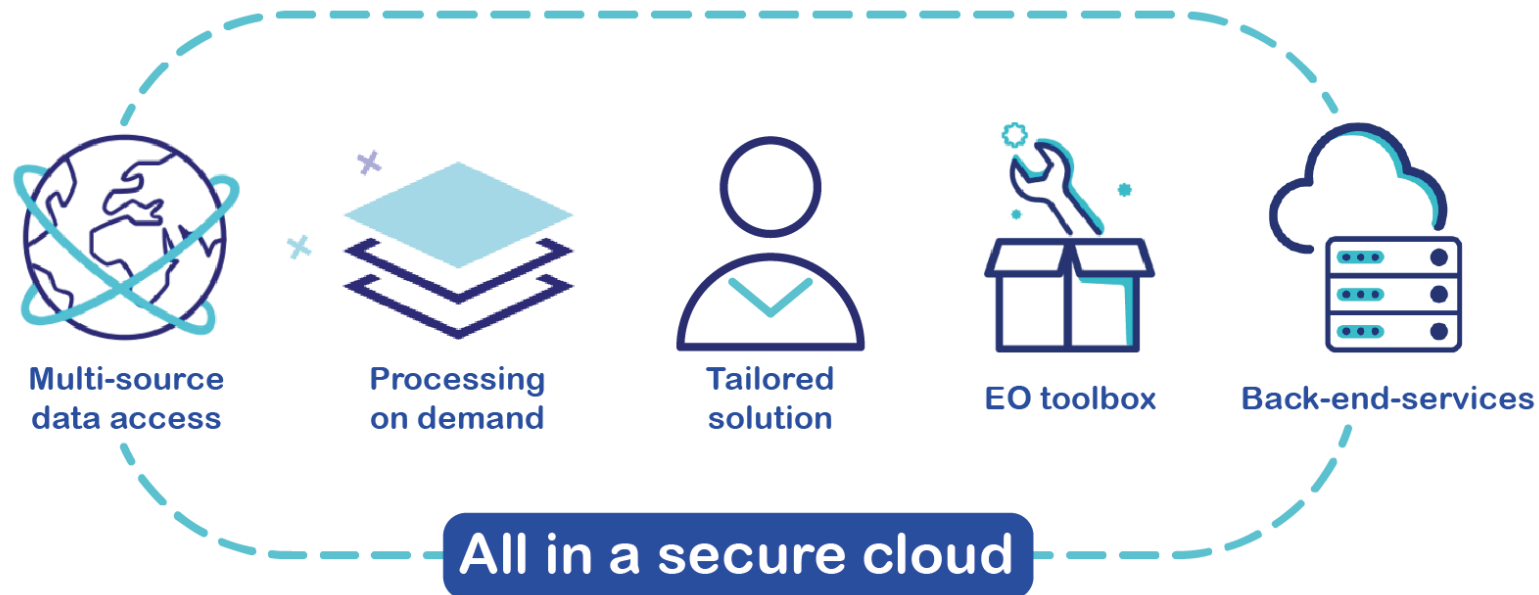 Multi-source
data access
Processing
on demand
Tailored
solution
EO toolbox
Back-end-services
All in a secure cloud